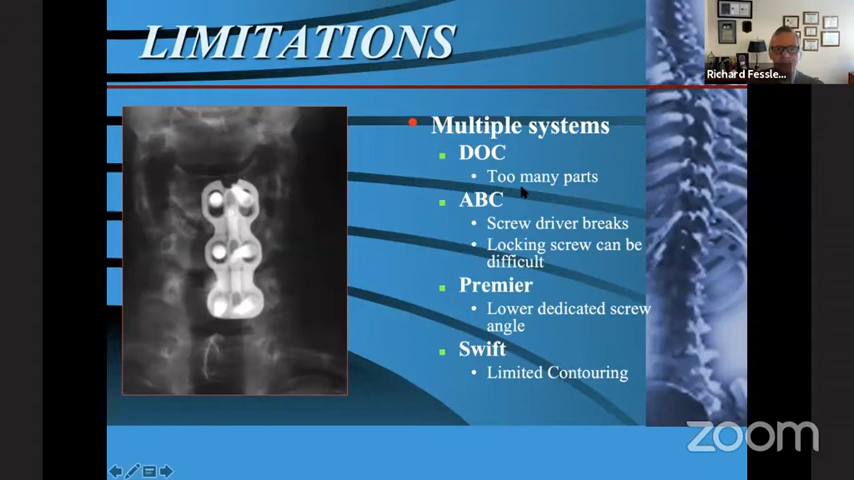 LIMITATIONS
Richard Fessle...
Multiple systems
DOC
Too many parts
ABC
Screw driver breaks
Locking screw can be
difficult
Premier
Lower dedicated screw
angle
Swift
Limited Contouring
zoom